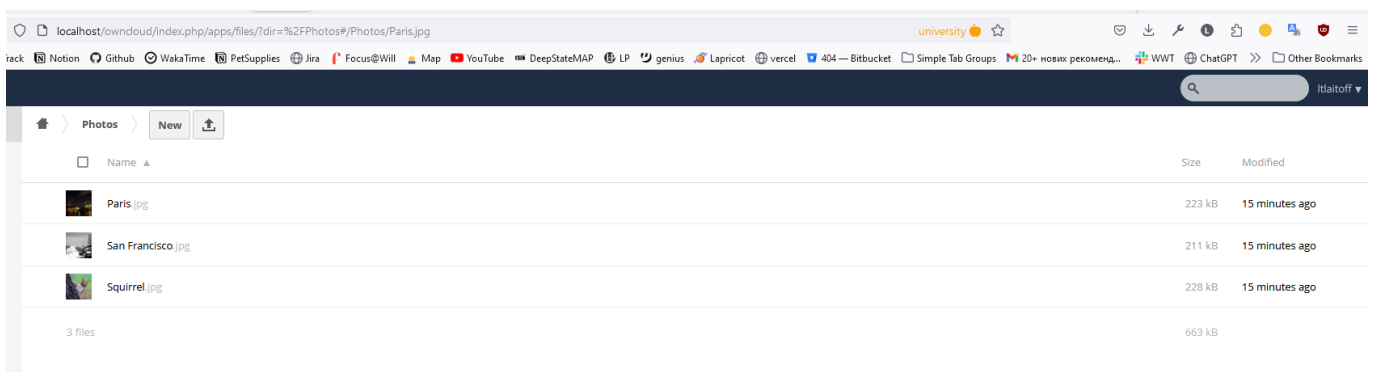 localhost/owncloud/index.php/apps/files/?dir=%2FPhotos#/Photos/Paris.jpg university
rack Notion Github WakaTime PetSupplies Jira Focus@Will Map YouTube DeepStateMAP LP genius Lapricot vercel 404 — Bitbucket Simple Tab Groups 20+ нових рекоменд... WWT ChatGPT Other Bookmarks
ltlaitoff
Photos New
Name Size Modified
Paris.jpg 223 kB 15 minutes ago
San Francisco.jpg 211 kB 15 minutes ago
Squirrel.jpg 228 kB 15 minutes ago
3 files 663 kB